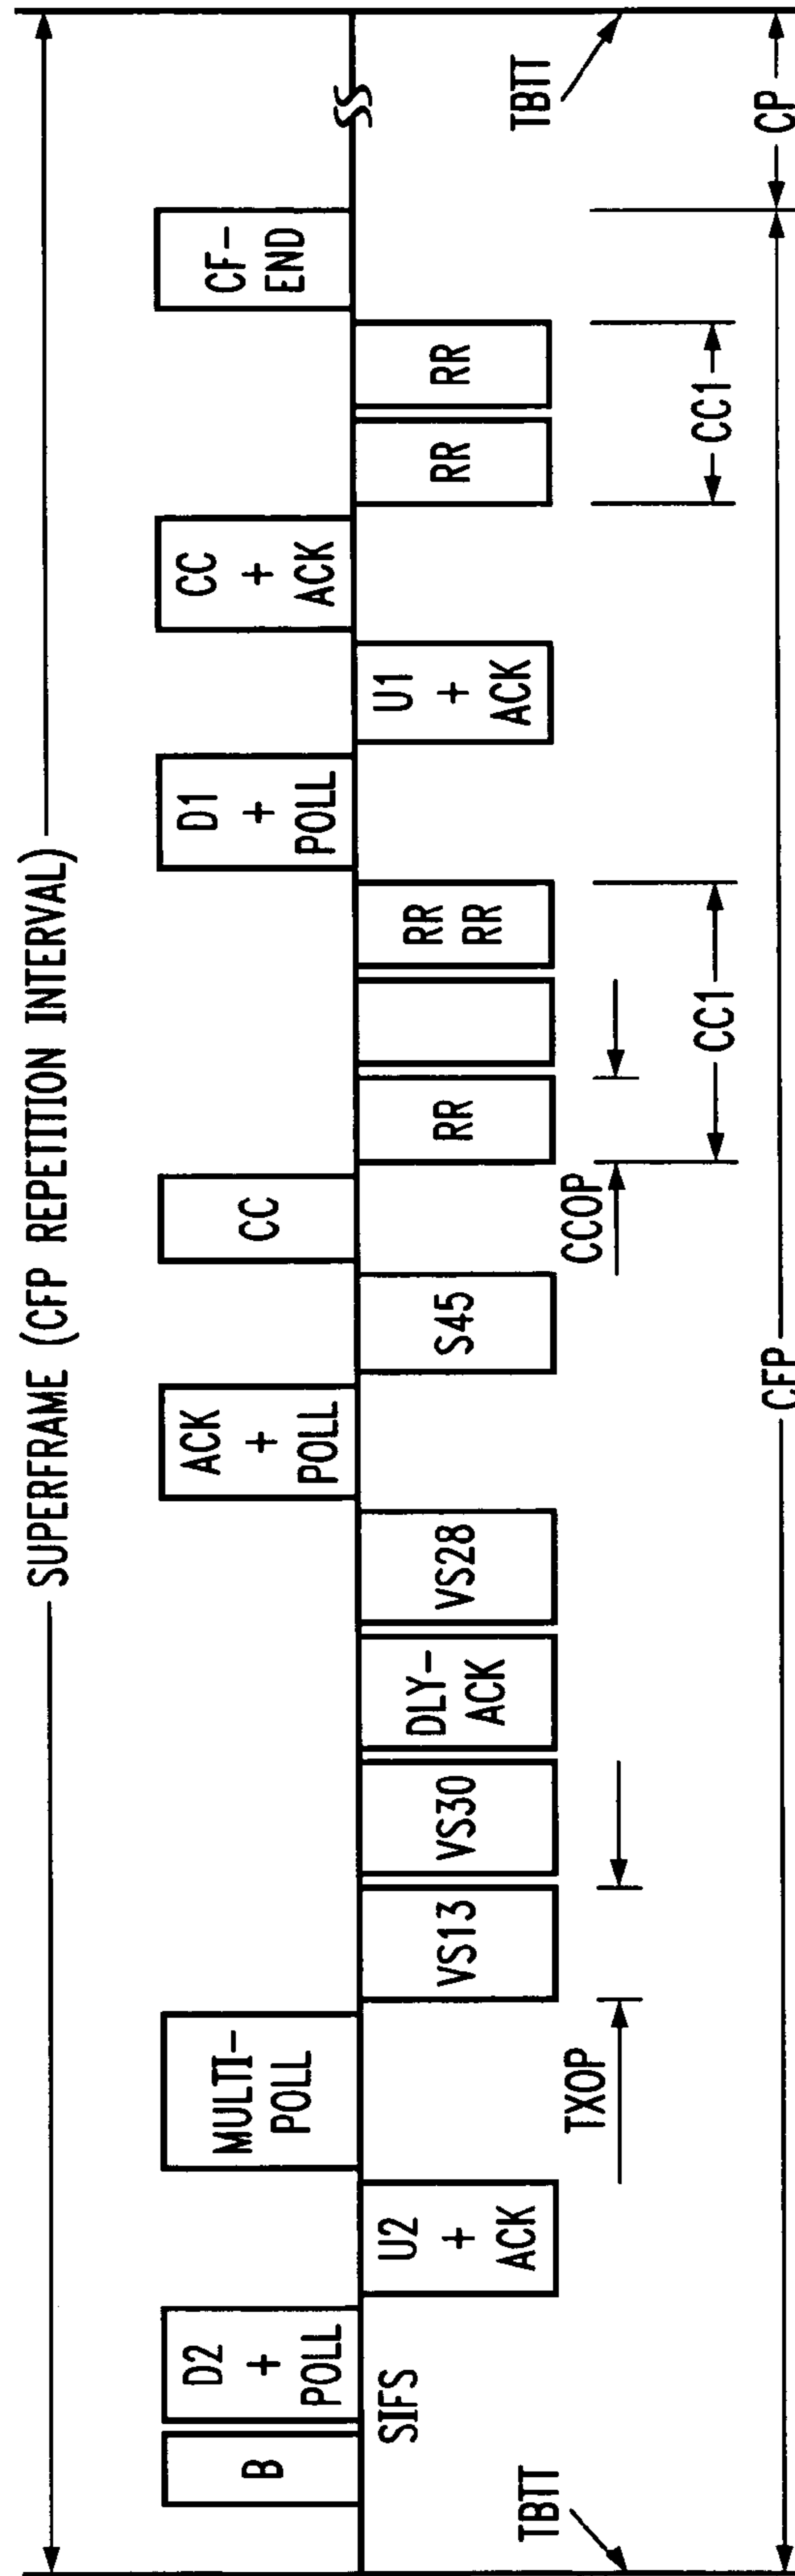 SUPERFRAME (CFP REPETITION INTERVAL)
B
D2
+
POLL
MULTI-
POLL
ACK
+
POLL
CC
D1
+
POLL
CC
+
ACK
CF-
END
SIFS
U2
+
ACK
VS13
VS30
DLY-
ACK
VS28
S45
RR
RR
RR
U1
+
ACK
RR
RR
TBTT
TXOP
CCOP
TBTT
CC1
CC1
CFP
CP